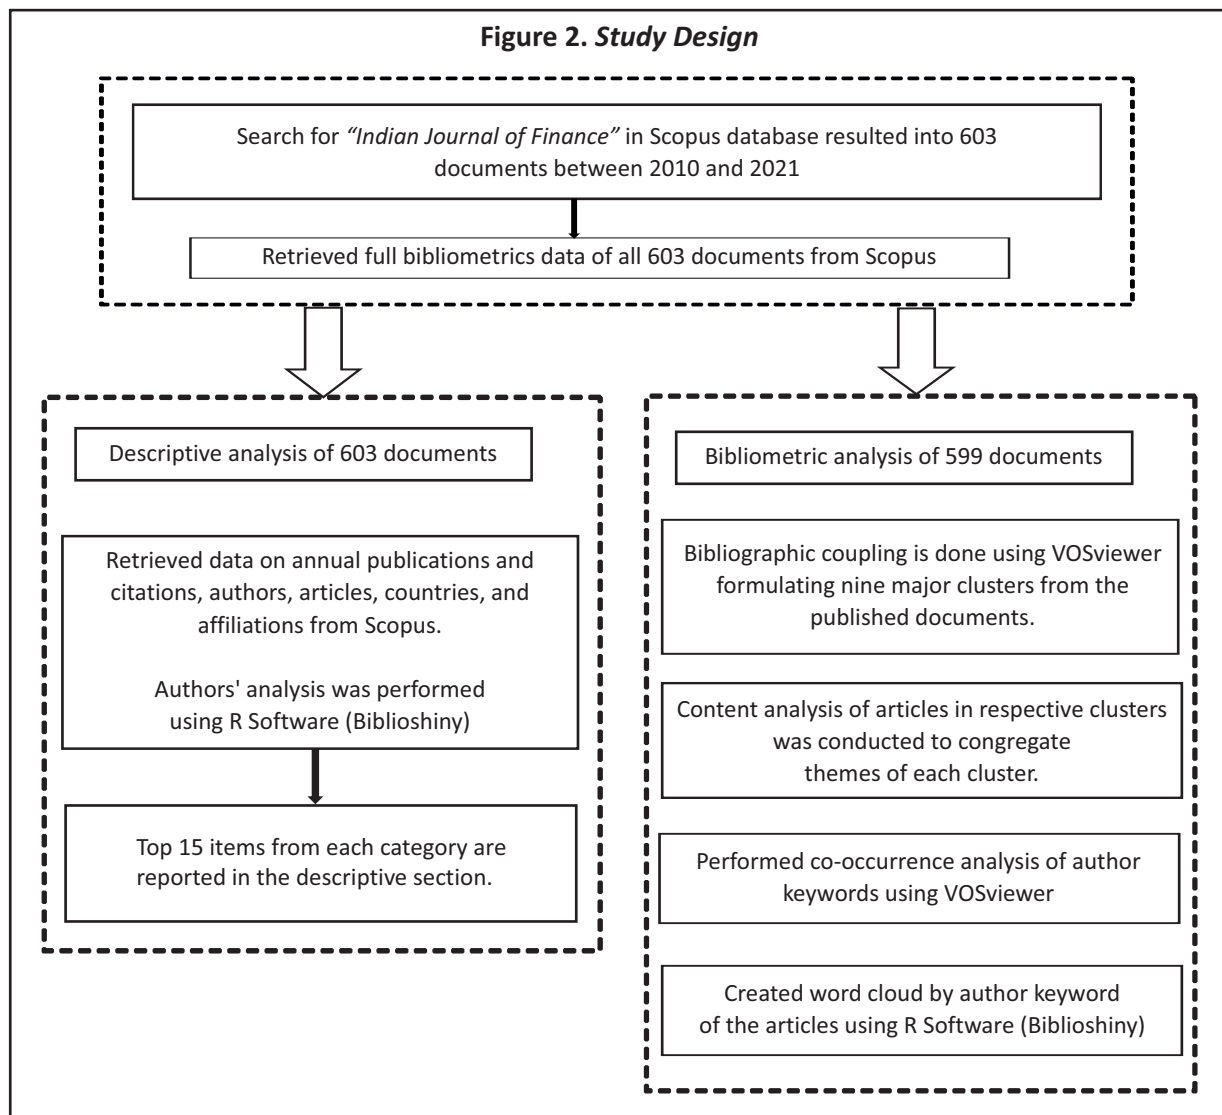 Figure 2. Study Design
Search for “Indian Journal of Finance” in Scopus database resulted into 603
documents between 2010 and 2021
Retrieved full bibliometrics data of all 603 documents from Scopus
Descriptive analysis of 603 documents
Retrieved data on annual publications and
citations, authors, articles, countries, and
affiliations from Scopus.
Authors' analysis was performed
using R Software (Biblioshiny)
Top 15 items from each category are
reported in the descriptive section.
Bibliometric analysis of 599 documents
Bibliographic coupling is done using VOSviewer
formulating nine major clusters from the
published documents.
Content analysis of articles in respective clusters
was conducted to congregate
themes of each cluster.
Performed co-occurrence analysis of author
keywords using VOSviewer
Created word cloud by author keyword
of the articles using R Software (Biblioshiny)